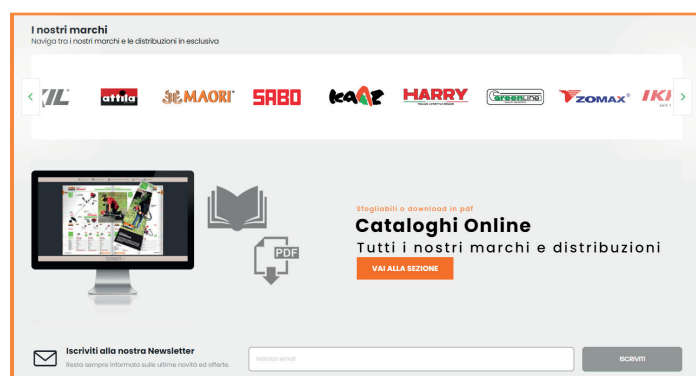 I nostri marchi
Naviga tra i nostri marchi e le distribuzioni in esclusiva
attila
MAORI
SABO
KAAZ
HARRY
GreenLine
ZOMAX®
Sfogliabili o download in pdf
Cataloghi Online
Tutti i nostri marchi e distribuzioni
PDF
VAI ALLA SEZIONE
Iscriviti alla nostra Newsletter
Resta sempre informato sulle ultime novità ed offerte.
Indirizzo email
ISCRIVITI